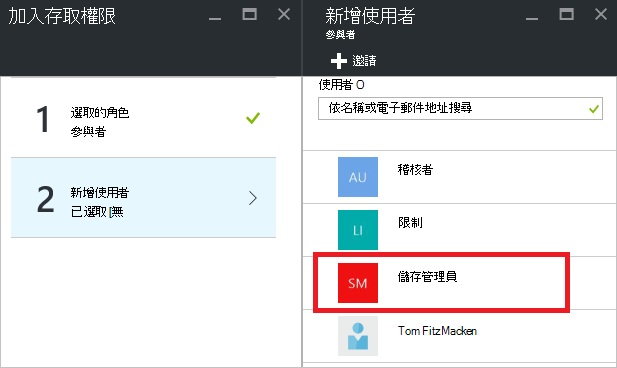 加入存取權限
1
選取的角色
參與者
2
新增使用者
已選取 [無
新增使用者
參與者
邀請
使用者 O
依名稱或電子郵件地址搜尋
AU
稽核者
LI
限制
SM
儲存管理員
Tom FitzMacken